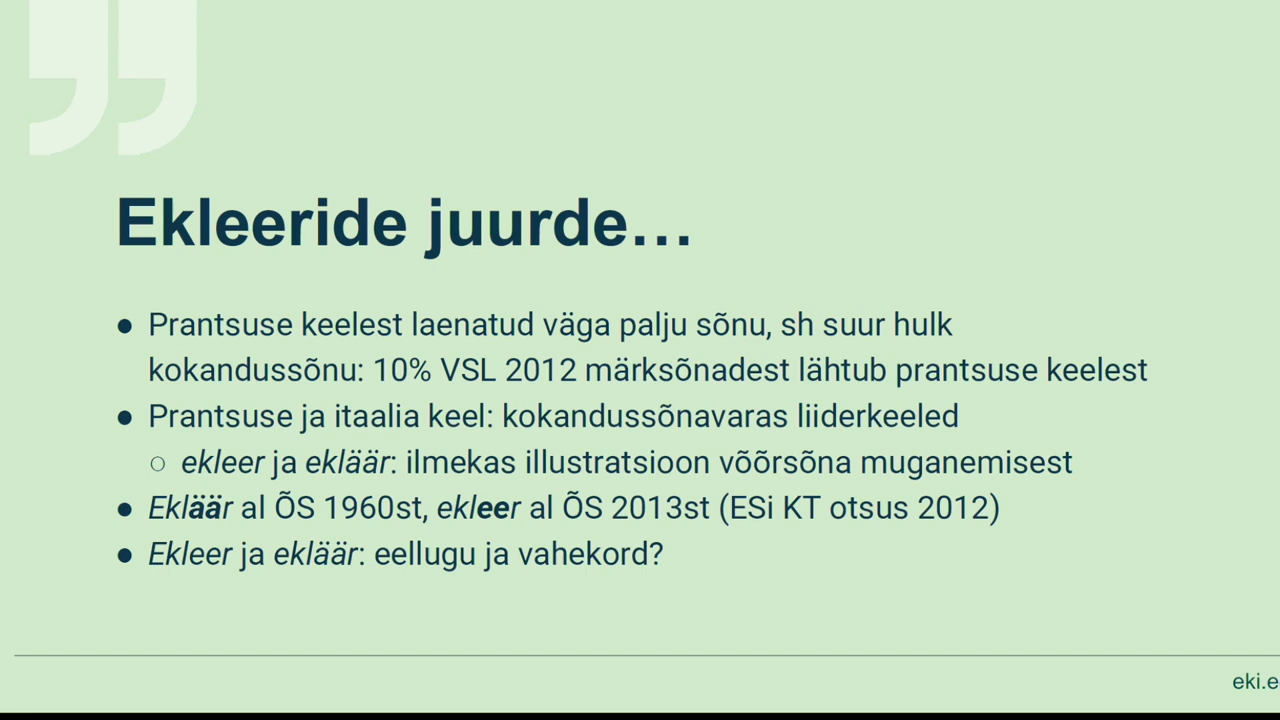 Ekleeride juurde…
● Prantsuse keelest laenatud väga palju sõnu, sh suur hulk
kokandussõnu: 10% VSL 2012 märksõnadest lähtub prantsuse keelest
● Prantsuse ja itaalia keel: kokandussõnavaras liiderkeeled
○ ekleer ja ekläär: ilmekas illustratsioon võõrsõna muganemisest
● Ekläär al ÕS 1960st, ekleer al ÕS 2013st (ESi KT otsus 2012)
● Ekleer ja ekläär: eellugu ja vahekord?
eki.e